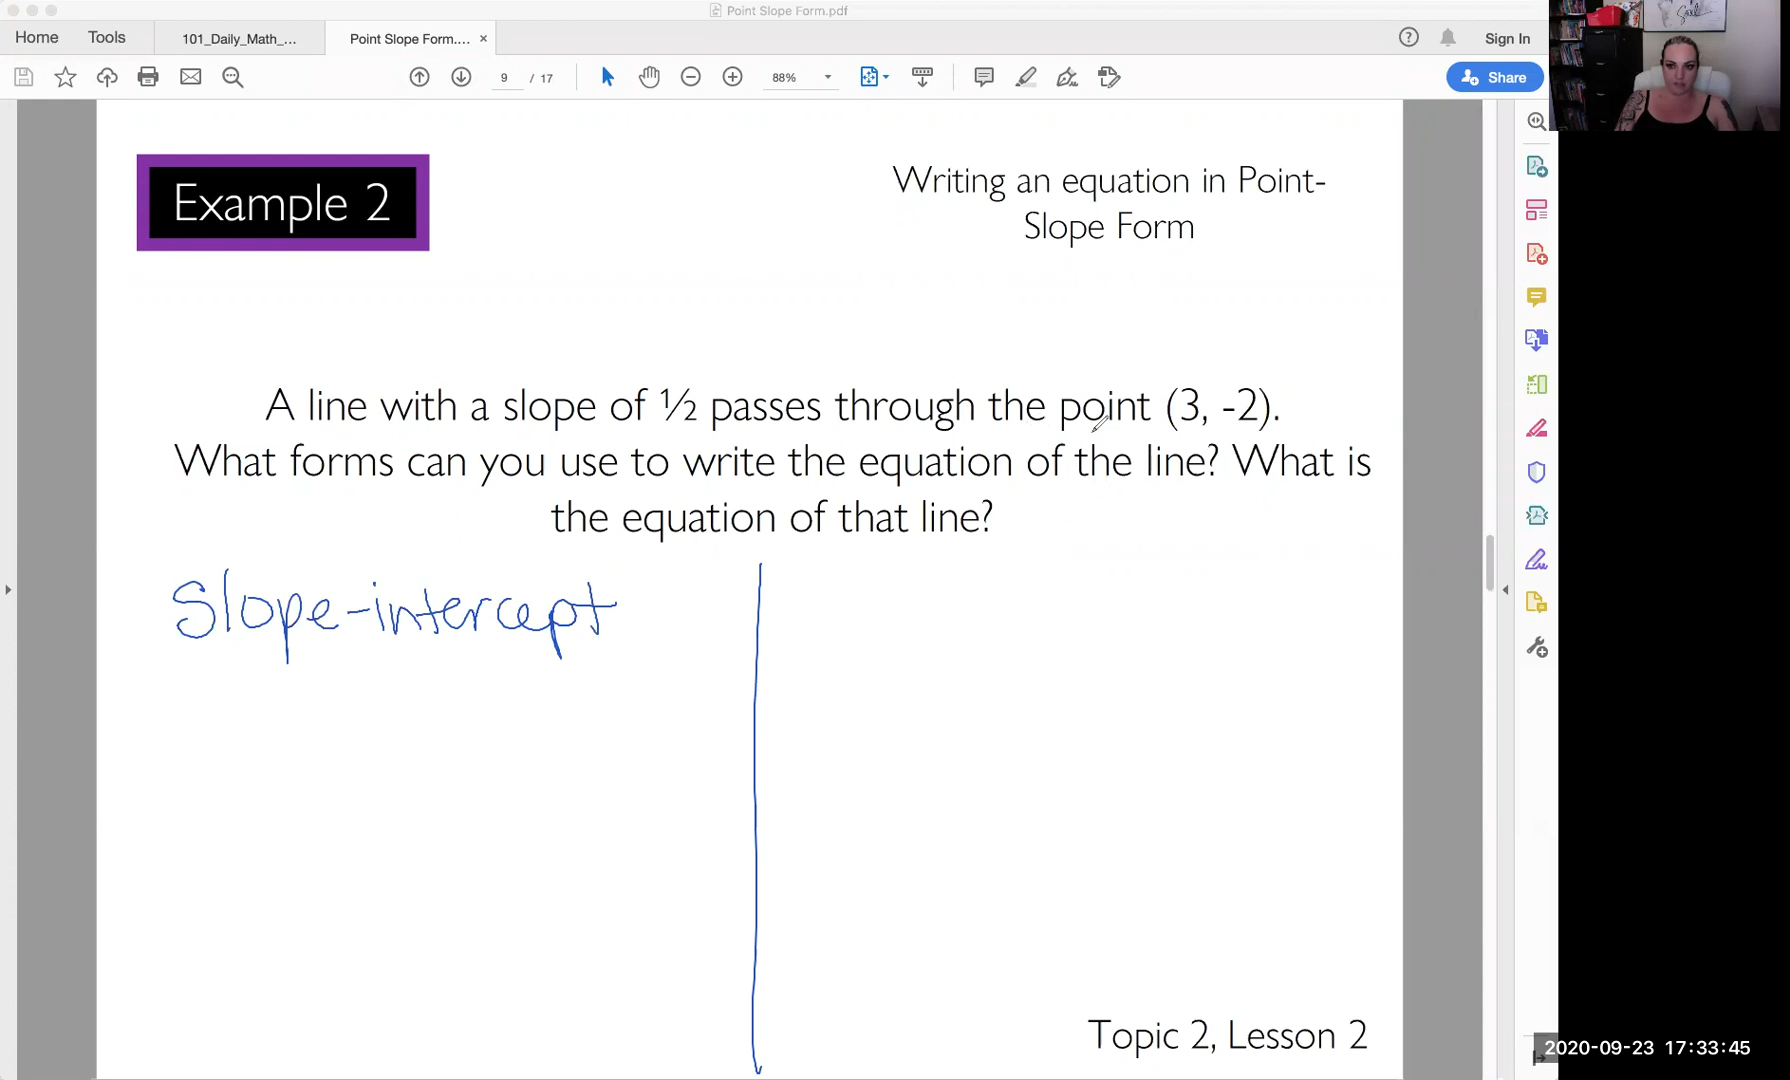 Point Slope Form.pdf
Home
Tools
101_Daily_Math_...
Point Slope Form....
Sign In
9 / 17
88%
Share
Example 2
Writing an equation in Point-
Slope Form
A line with a slope of ½ passes through the point (3, -2).
What forms can you use to write the equation of the line? What is
the equation of that line?
Slope-intercept
Topic 2, Lesson 2
2020-09-23 17:33:45